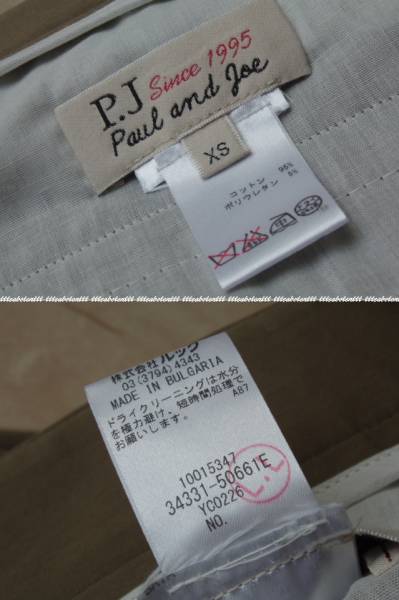 P.J Since 1995
Paul and Joe
XS
コットン 95%
ポリウレタン 5%
株式会社ルック
03(3794)4343
MADE IN BULGARIA
ドライクリーニングは水分
を極力避け、短時間処理で
お願いします。 A87
10015347
34331-50661E
YC0226
NO.